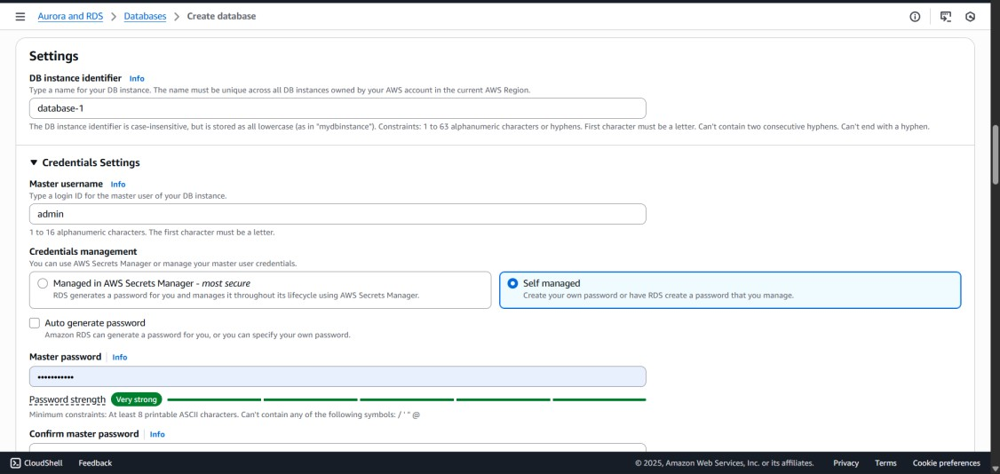 Aurora and RDS > Databases > Create database
Settings
DB instance identifier Info
Type a name for your DB instance. The name must be unique across all DB instances owned by your AWS account in the current AWS Region.
database-1
The DB instance identifier is case-insensitive, but is stored as all lowercase (as in "mydbinstance"). Constraints: 1 to 63 alphanumeric characters or hyphens. First character must be a letter. Can't contain two consecutive hyphens. Can't end with a hyphen.
▼ Credentials Settings
Master username Info
Type a login ID for the master user of your DB instance.
admin
1 to 16 alphanumeric characters. The first character must be a letter.
Credentials management
You can use AWS Secrets Manager or manage your master user credentials.
Managed in AWS Secrets Manager - most secure
RDS generates a password for you and manages it throughout its lifecycle using AWS Secrets Manager.
Self managed
Create your own password or have RDS create a password that you manage.
Auto generate password
Amazon RDS can generate a password for you, or you can specify your own password.
Master password Info
•••••••••••
Password strength Very strong
Minimum constraints: At least 8 printable ASCII characters. Can't contain any of the following symbols: / ' " @
Confirm master password Info
CloudShell Feedback © 2025, Amazon Web Services, Inc. or its affiliates. Privacy Terms Cookie preferences